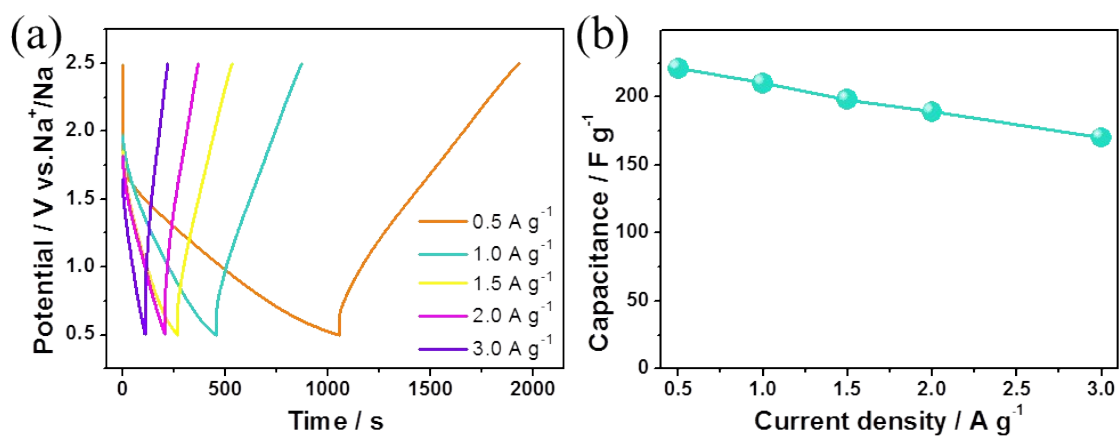 (a)
Potential / V vs.Na⁺/Na
2.5
2.0
1.5
1.0
0.5
0.5 A g⁻¹
1.0 A g⁻¹
1.5 A g⁻¹
2.0 A g⁻¹
3.0 A g⁻¹
0 500 1000 1500 2000
Time / s
(b)
Capacitance / F g⁻¹
200
150
100
50
0
0.5 1.0 1.5 2.0 2.5 3.0
Current density / A g⁻¹